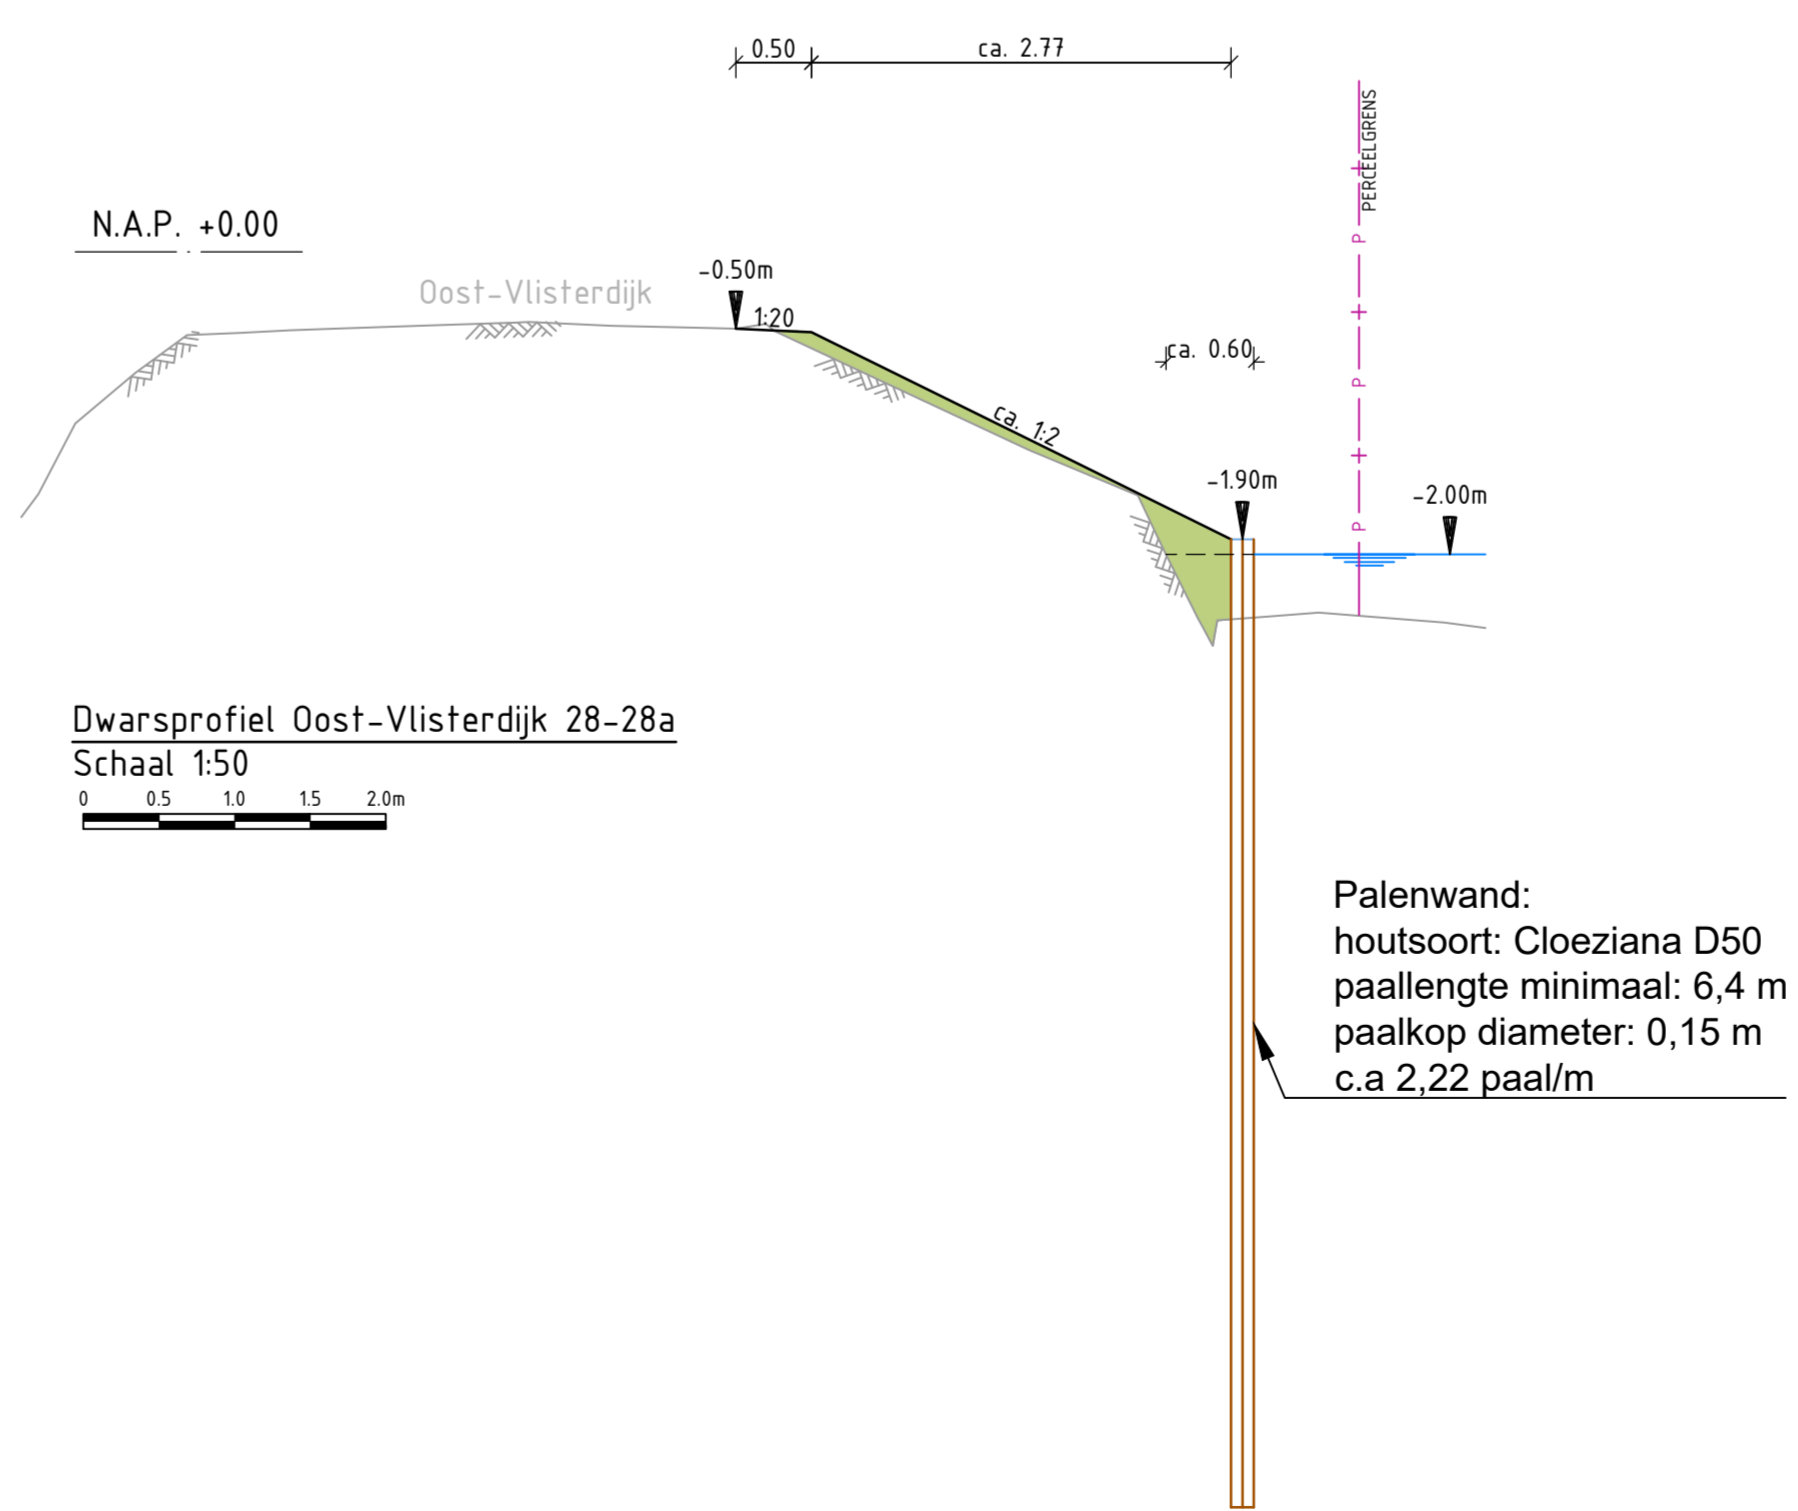 0.50
ca. 2.77
PERCEELGRENS
N.A.P. +0.00
P
-0.50m
Oost-Vlisterdijk
1:20
ca. 0.60
P
ca. 1:2
-1.90m
-2.00m
P
Dwarsprofiel Oost-Vlisterdijk 28-28a
Schaal 1:50
0 0.5 1.0 1.5 2.0m
Palenwand:
houtsoort: Cloeziana D50
paallengte minimaal: 6,4 m
paalkop diameter: 0,15 m
c.a 2,22 paal/m